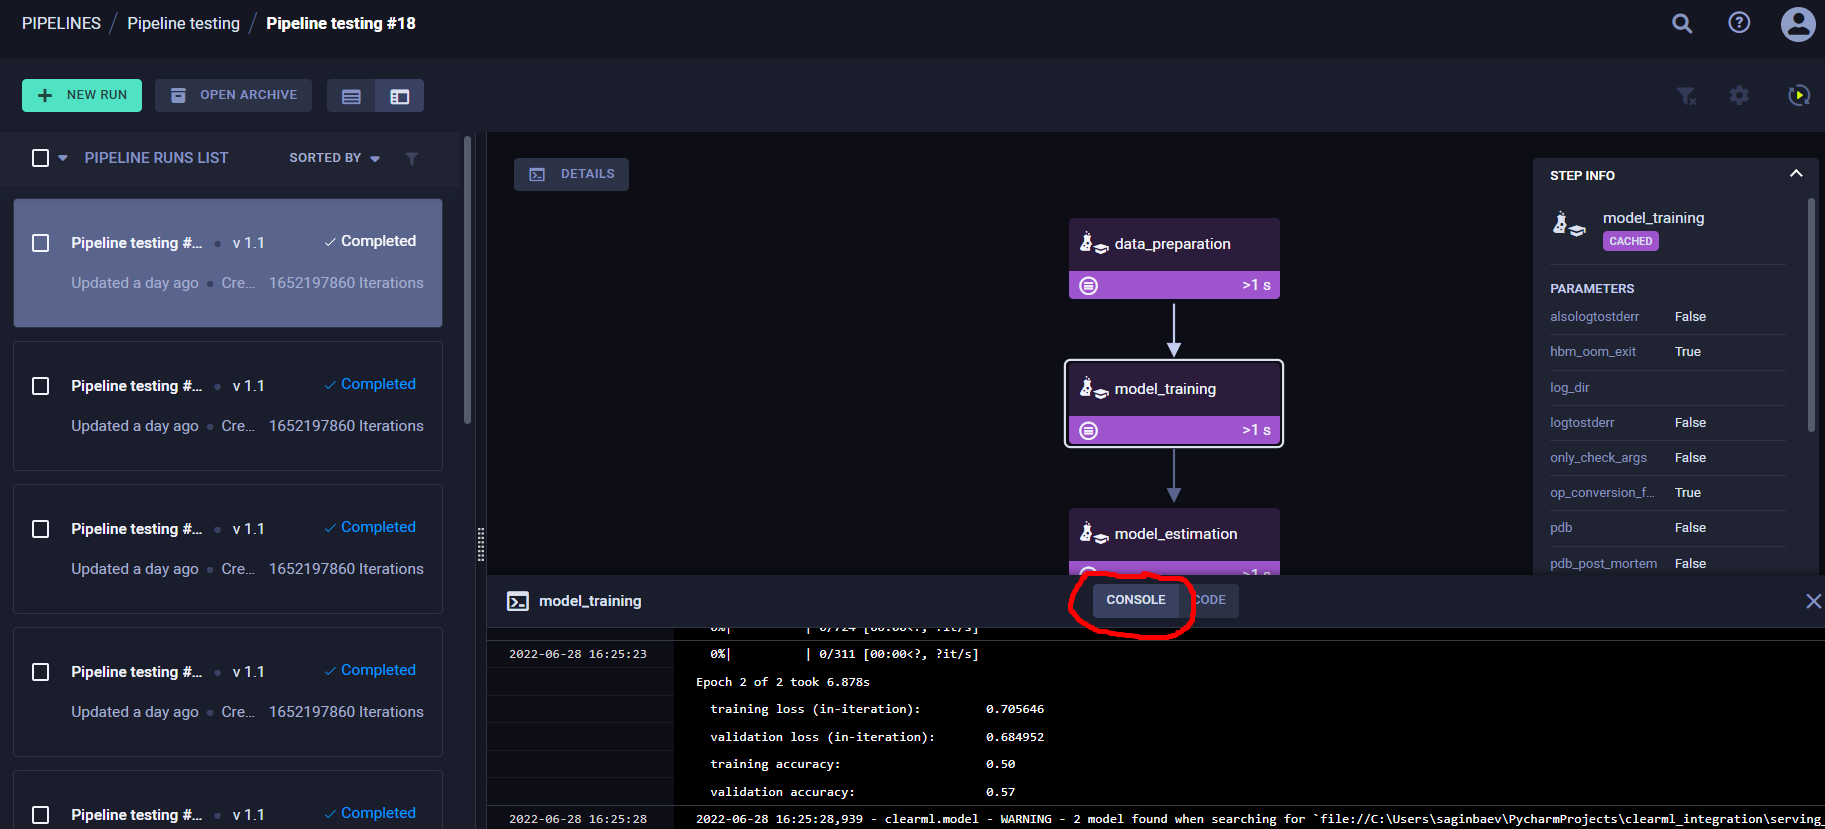 PIPELINES / Pipeline testing / Pipeline testing #18
NEW RUN
OPEN ARCHIVE
PIPELINE RUNS LIST
SORTED BY
Pipeline testing #... • v 1.1 Completed
Updated a day ago • Cre... 1652197860 Iterations
Pipeline testing #... • v 1.1 Completed
Updated a day ago • Cre... 1652197860 Iterations
Pipeline testing #... • v 1.1 Completed
Updated a day ago • Cre... 1652197860 Iterations
Pipeline testing #... • v 1.1 Completed
Updated a day ago • Cre... 1652197860 Iterations
Pipeline testing #... • v 1.1 Completed
DETAILS
data_preparation
>1 s
model_training
>1 s
model_estimation
>1 s
STEP INFO
model_training
CACHED
PARAMETERS
alsologtostderr False
hbm_oom_exit True
log_dir
logtostderr False
only_check_args False
op_conversion_f... True
pdb False
pdb_post_mortem False
model_training
CONSOLE
CODE
0%| | 0/724 [00:00<?, ?it/s]
2022-06-28 16:25:23 0%| | 0/311 [00:00<?, ?it/s]
Epoch 2 of 2 took 6.878s
training loss (in-iteration): 0.705646
validation loss (in-iteration): 0.684952
training accuracy: 0.50
validation accuracy: 0.57
2022-06-28 16:25:28 2022-06-28 16:25:28,939 - clearml.model - WARNING - 2 model found when searching for `file://C:\Users\saginbaev\PycharmProjects\clearml_integration\serving_